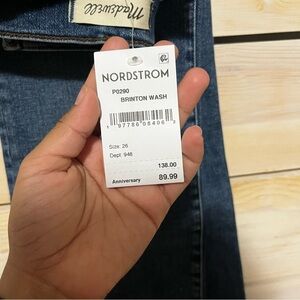 Madewell
NORDSTROM
P0290
BRINTON WASH
Size: 26
Dept: 946
138.00
Anniversary 89.99